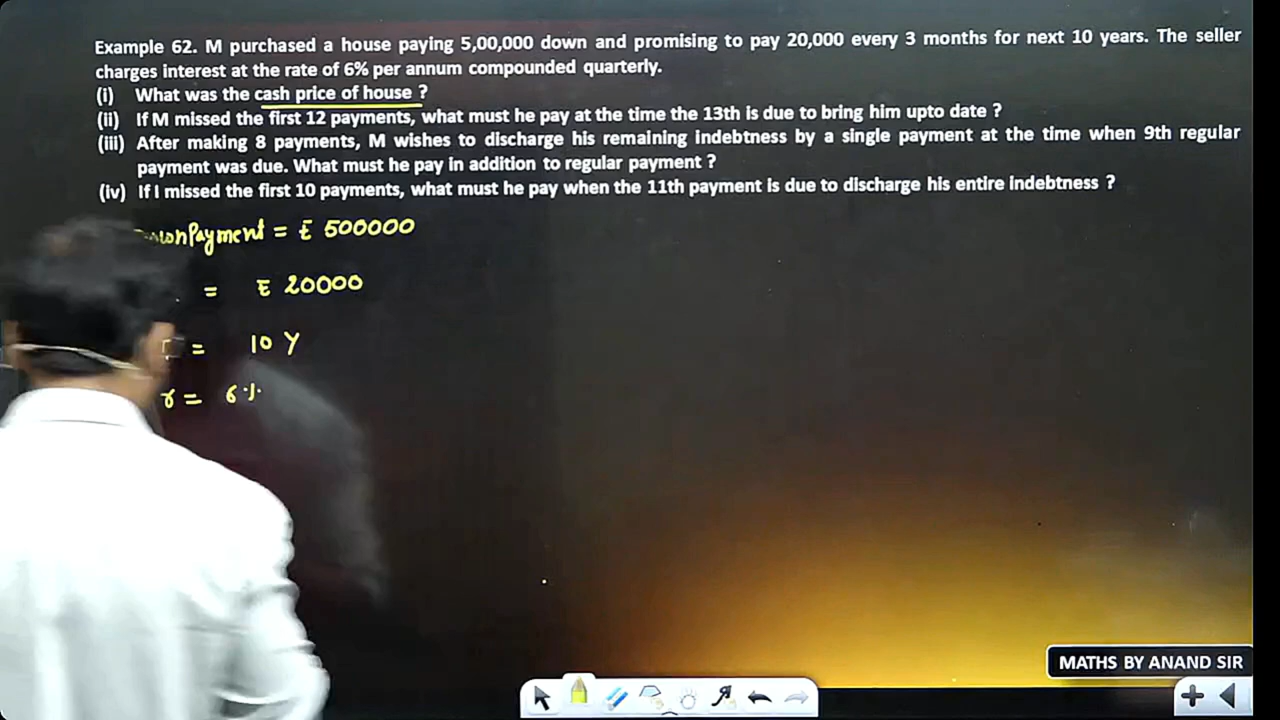 Example 62. M purchased a house paying 5,00,000 down and promising to pay 20,000 every 3 months for next 10 years. The seller
charges interest at the rate of 6% per annum compounded quarterly.
(i) What was the cash price of house ?
(ii) If M missed the first 12 payments, what must he pay at the time the 13th is due to bring him upto date ?
(iii) After making 8 payments, M wishes to discharge his remaining indebtness by a single payment at the time when 9th regular
payment was due. What must he pay in addition to regular payment ?
(iv) If I missed the first 10 payments, what must he pay when the 11th payment is due to discharge his entire indebtness ?
Payment = ₹ 500000
= ₹ 20000
= 10 Y
r = 6%
MATHS BY ANAND SIR